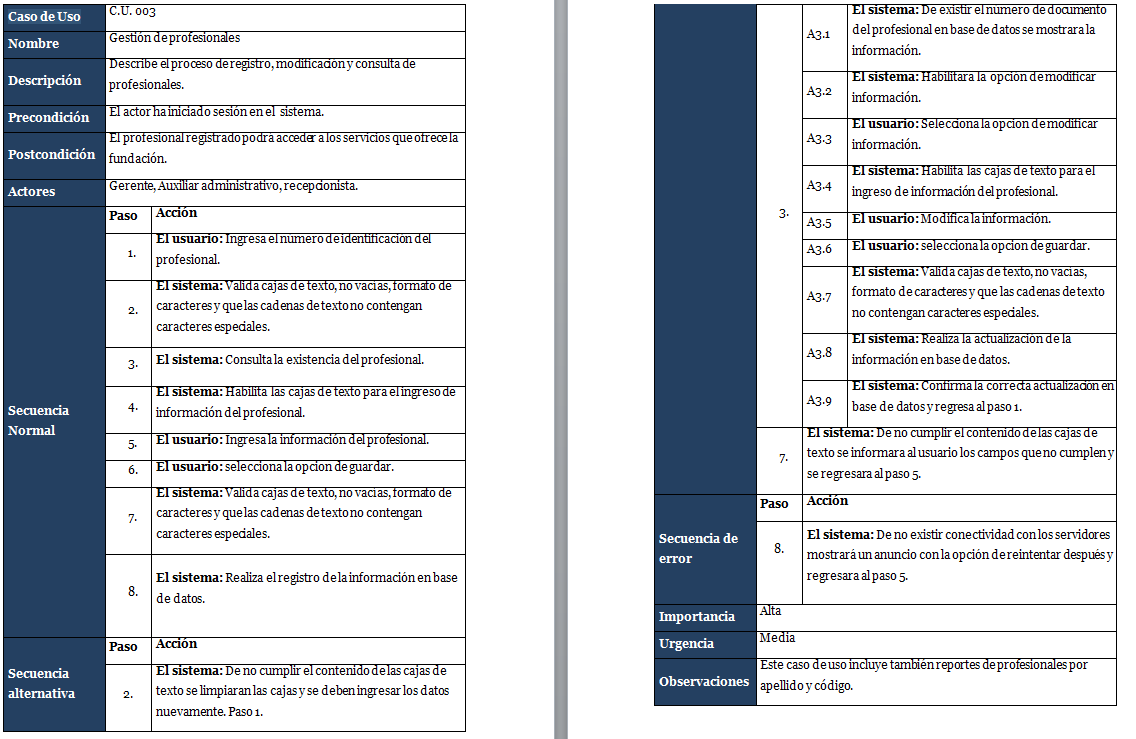 Caso de Uso C.U. 003
Nombre Gestión de profesionales
Descripción Describe el proceso de registro, modificación y consulta de
profesionales.
Precondición El actor ha iniciado sesión en el sistema.
Postcondición El profesional registrado podrá acceder a los servicios que ofrece la
fundación.
Actores Gerente, Auxiliar administrativo, recepcionista.
Secuencia
Normal
Paso Acción
1. El usuario: Ingresa el numero de identificación del
profesional.
2. El sistema: Valida cajas de texto, no vacías, formato de
caracteres y que las cadenas de texto no contengan
caracteres especiales.
3. El sistema: Consulta la existencia del profesional.
4. El sistema: Habilita las cajas de texto para el ingreso de
información del profesional.
5. El usuario: Ingresa la información del profesional.
6. El usuario: selecciona la opcion de guardar.
7. El sistema: Valida cajas de texto, no vacías, formato de
caracteres y que las cadenas de texto no contengan
caracteres especiales.
8. El sistema: Realiza el registro de la información en base
de datos.
Secuencia
alternativa
Paso Acción
2. El sistema: De no cumplir el contenido de las cajas de
texto se limpiaran las cajas y se deben ingresar los datos
nuevamente. Paso 1.
3.
A3.1 El sistema: De existir el numero de documento
del profesional en base de datos se mostrara la
información.
A3.2 El sistema: Habilitara la opción de modificar
información.
A3.3 El usuario: Selecciona la opcion de modificar
información.
A3.4 El sistema: Habilita las cajas de texto para el
ingreso de información del profesional.
A3.5 El usuario: Modifica la información.
A3.6 El usuario: selecciona la opcion de guardar.
A3.7 El sistema: Valida cajas de texto, no vacías,
formato de caracteres y que las cadenas de texto
no contengan caracteres especiales.
A3.8 El sistema: Realiza la actualización de la
información en base de datos.
A3.9 El sistema: Confirma la correcta actualización en
base de datos y regresa al paso 1.
7. El sistema: De no cumplir el contenido de las cajas de
texto se informara al usuario los campos que no cumplen y
se regresara al paso 5.
Secuencia de
error
Paso Acción
8. El sistema: De no existir conectividad con los servidores
mostrará un anuncio con la opción de reintentar después y
regresara al paso 5.
Importancia Alta
Urgencia Media
Observaciones Este caso de uso incluye también reportes de profesionales por
apellido y código.